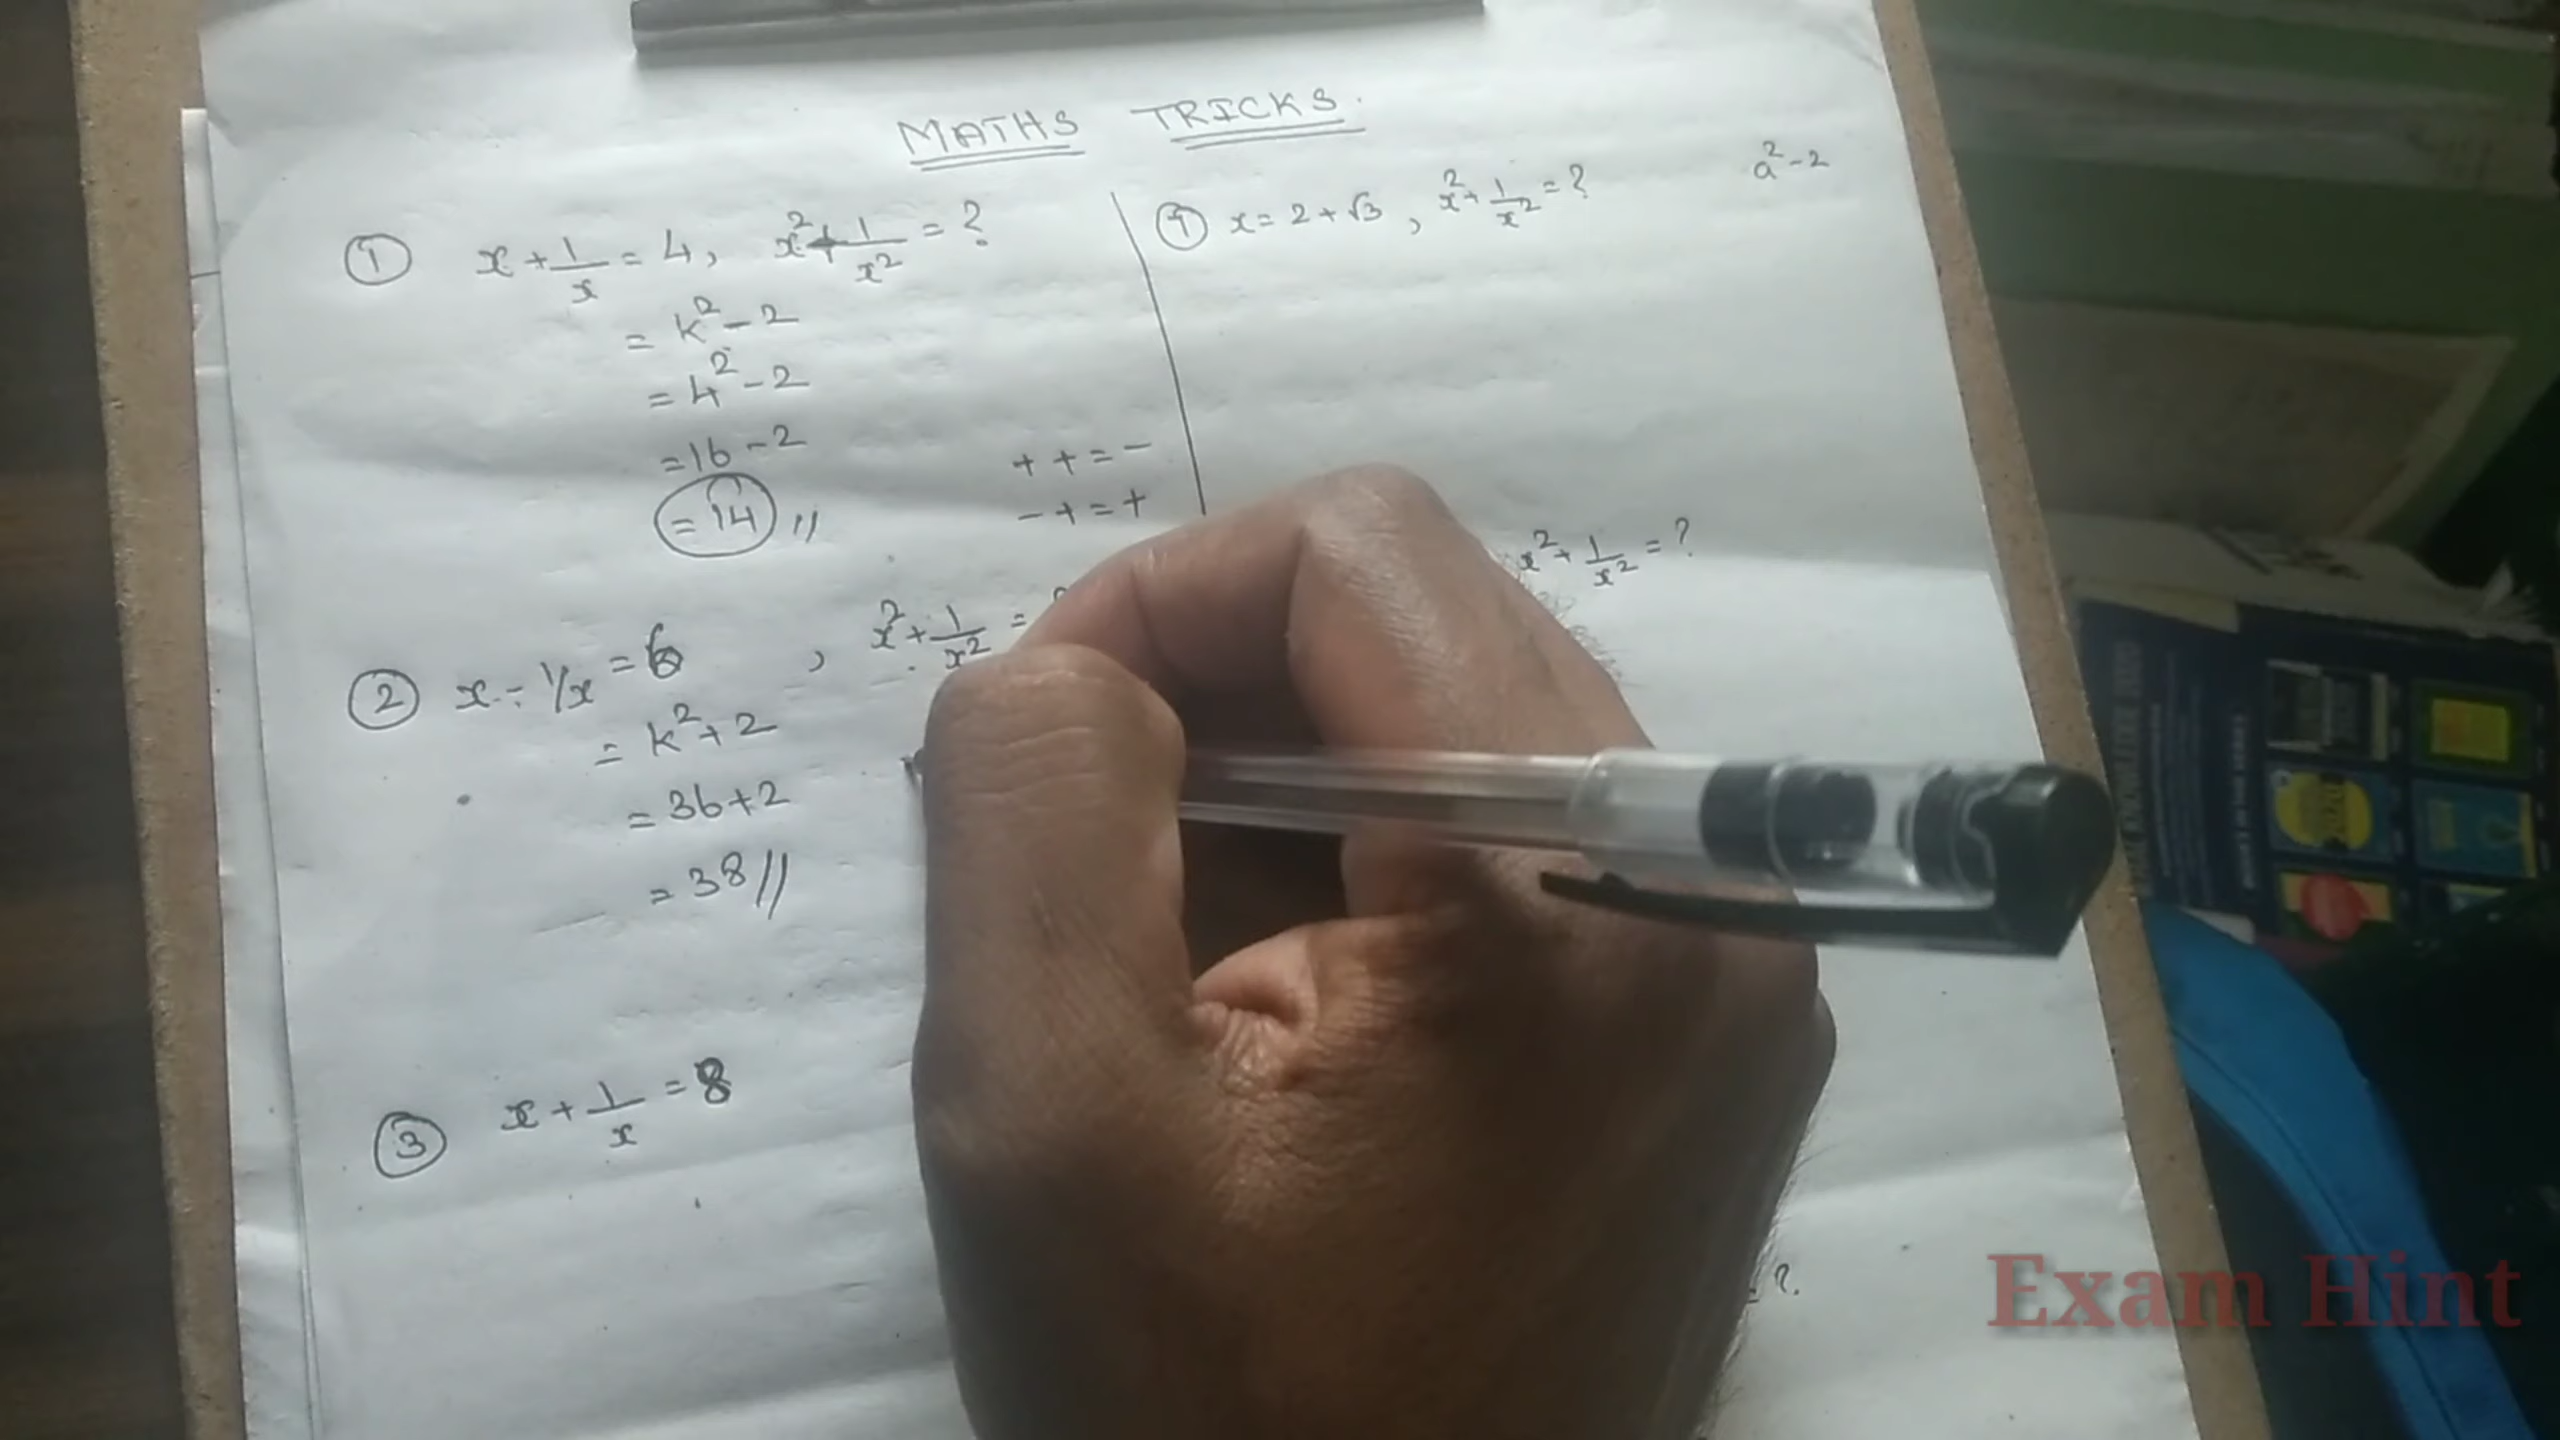 MATHS TRICKS.
① x + 1/x = 4, x² + 1/x² = ?
= k² - 2
= 4² - 2
= 16 - 2
= 14 //
+ + = -
- + = +
② x - 1/x = 6, x² + 1/x² =
= k² + 2
= 36 + 2
= 38 //
③ x + 1/x = 8
④ x = 2 + √3, x² + 1/x² = ?
a² - 2
x² + 1/x² = ?
?.
Exam Hint